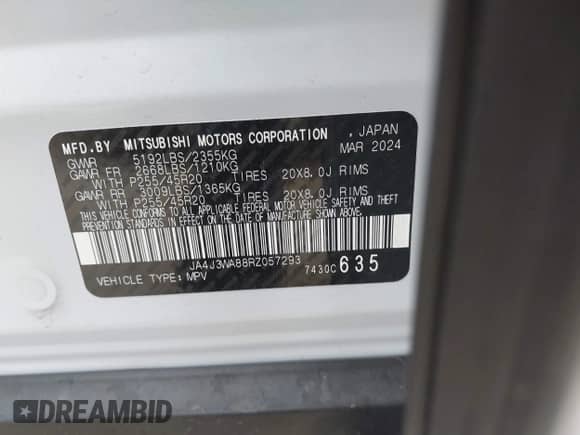 MFD.BY MITSUBISHI MOTORS CORPORATION , JAPAN
GVWR 5192LBS/2355KG MAR 2024
GAWR FR 2668LBS/1210KG
WITH P255/45R20 TIRES 20X8.0J RIMS
GAWR RR 3009LBS/1365KG
WITH P255/45R20 TIRES 20X8.0J RIMS
THIS VEHICLE CONFORMS TO ALL APPLICABLE FEDERAL MOTOR VEHICLE SAFETY AND THEFT
PREVENTION STANDARDS IN EFFECT ON THE DATE OF MANUFACTURE SHOWN ABOVE.
JA4J3WA88RZ057293
VEHICLE TYPE: MPV 7430C 635
DREAMBID